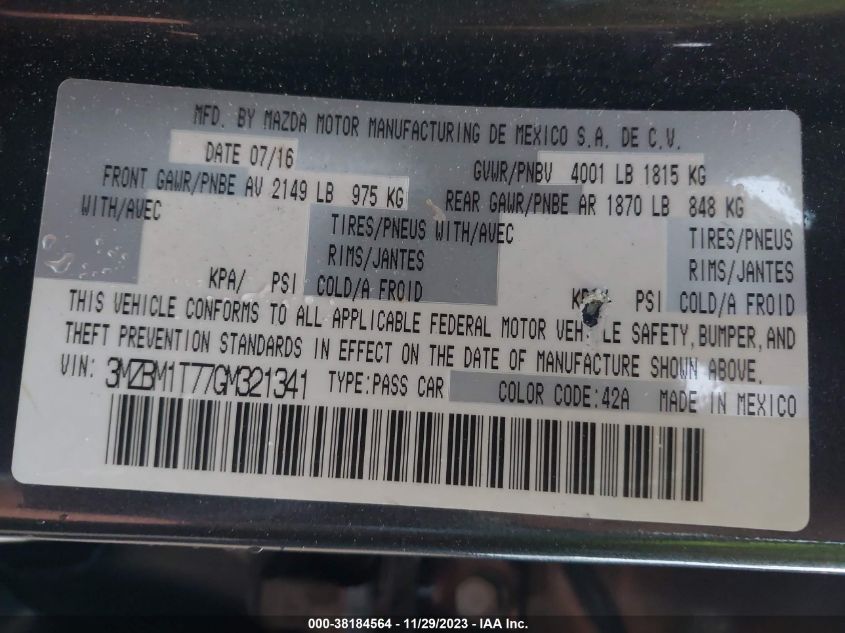 MFD. BY MAZDA MOTOR MANUFACTURING DE MEXICO S.A. DE C.V.
DATE 07/16 GVWR/PNBV 4001 LB 1815 KG
FRONT GAWR/PNBE AV 2149 LB 975 KG REAR GAWR/PNBE AR 1870 LB 848 KG
WITH/AVEC TIRES/PNEUS WITH/AVEC TIRES/PNEUS
RIMS/JANTES RIMS/JANTES
KPA/ PSI COLD/A FROID KPA/ PSI COLD/A FROID
THIS VEHICLE CONFORMS TO ALL APPLICABLE FEDERAL MOTOR VEHICLE SAFETY, BUMPER, AND
THEFT PREVENTION STANDARDS IN EFFECT ON THE DATE OF MANUFACTURE SHOWN ABOVE.
VIN: 3MZBM1T77GM321341 TYPE:PASS CAR COLOR CODE:42A MADE IN MEXICO
000-38184564 - 11/29/2023 - IAAI.com